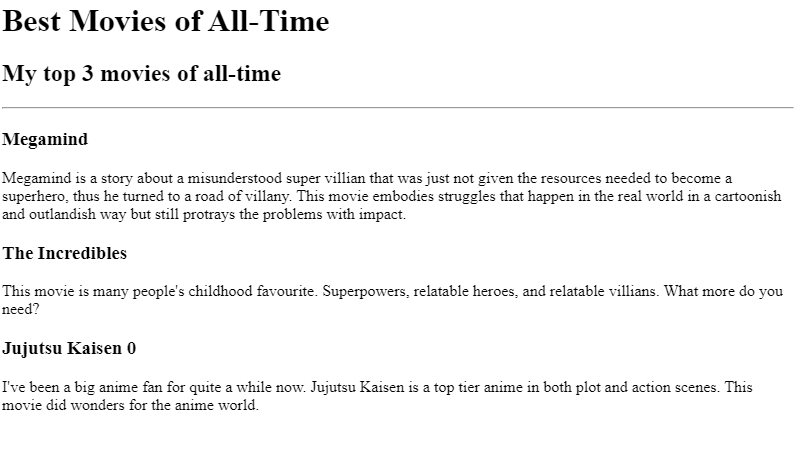 Best Movies of All-Time
My top 3 movies of all-time
Megamind
Megamind is a story about a misunderstood super villian that was just not given the resources needed to become a
superhero, thus he turned to a road of villany. This movie embodies struggles that happen in the real world in a cartoonish
and outlandish way but still protrays the problems with impact.
The Incredibles
This movie is many people's childhood favourite. Superpowers, relatable heroes, and relatable villians. What more do you
need?
Jujutsu Kaisen 0
I've been a big anime fan for quite a while now. Jujutsu Kaisen is a top tier anime in both plot and action scenes. This
movie did wonders for the anime world.